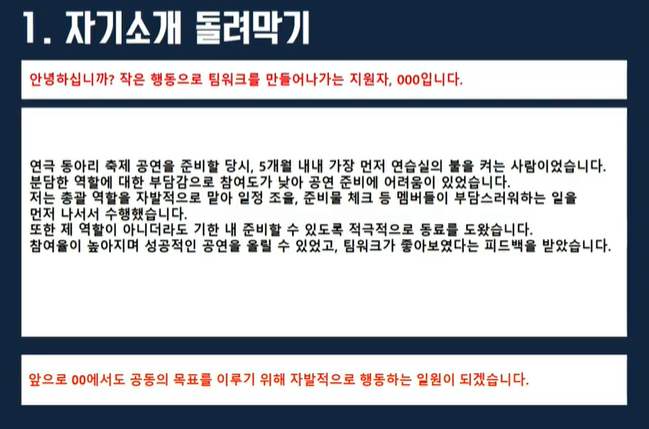 1. 자기소개 돌려막기
안녕하십니까? 작은 행동으로 팀워크를 만들어나가는 지원자, 000입니다.
연극 동아리 축제 공연을 준비할 당시, 5개월 내내 가장 먼저 연습실의 불을 켜는 사람이었습니다.
분담한 역할에 대한 부담감으로 참여도가 낮아 공연 준비에 어려움이 있었습니다.
저는 총괄 역할을 자발적으로 맡아 일정 조율, 준비물 체크 등 멤버들이 부담스러워하는 일을
먼저 나서서 수행했습니다.
또한 제 역할이 아니더라도 기한 내 준비할 수 있도록 적극적으로 동료를 도왔습니다.
참여율이 높아지며 성공적인 공연을 올릴 수 있었고, 팀워크가 좋아보였다는 피드백을 받았습니다.
앞으로 00에서도 공동의 목표를 이루기 위해 자발적으로 행동하는 일원이 되겠습니다.